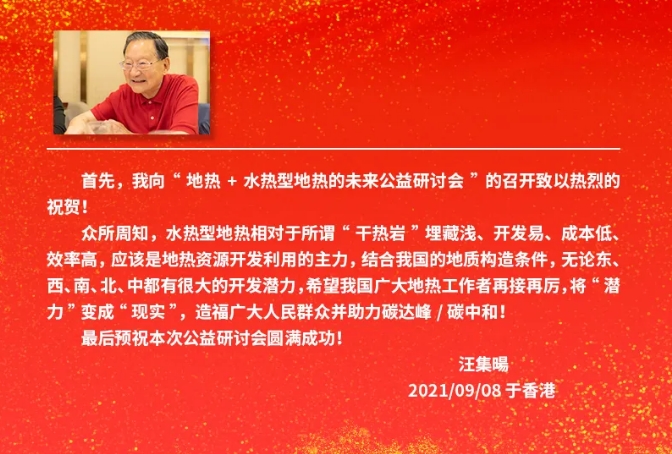 首先，我向“地热 + 水热型地热的未来公益研讨会”的召开致以热烈的
祝贺！
众所周知，水热型地热相对于所谓“干热岩”埋藏浅、开发易、成本低、
效率高，应该是地热资源开发利用的主力，结合我国的地质构造条件，无论东、
西、南、北、中都有很大的开发潜力，希望我国广大地热工作者再接再厉，将“潜
力”变成“现实”，造福广大人民群众并助力碳达峰 / 碳中和！
最后预祝本次公益研讨会圆满成功！
汪集暘
2021/09/08 于香港